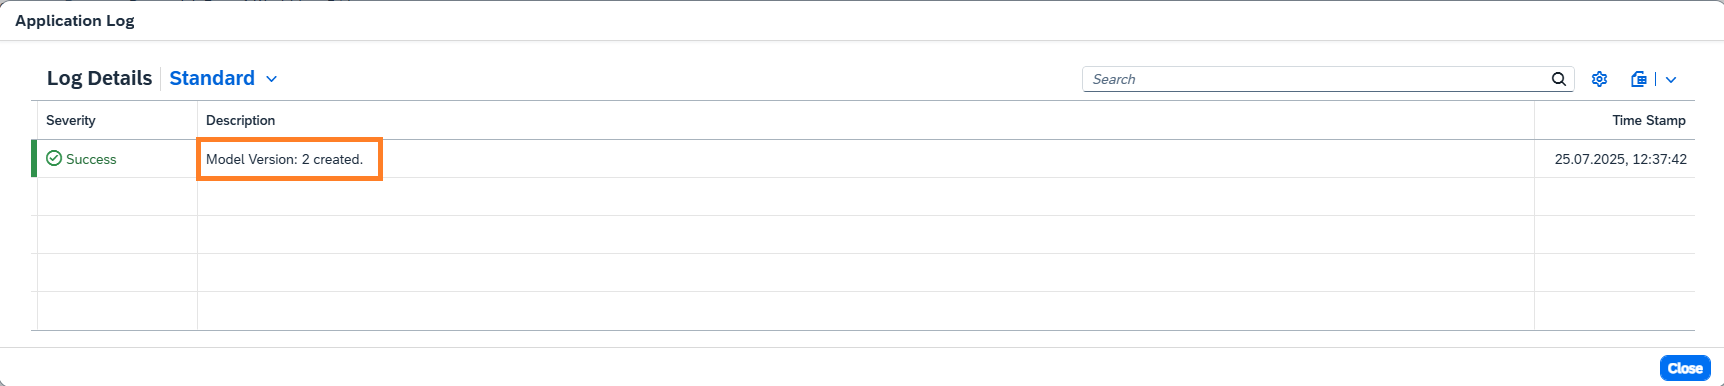 Application Log
Log Details Standard
Search
Severity Description Time Stamp
Success Model Version: 2 created. 25.07.2025, 12:37:42
Close